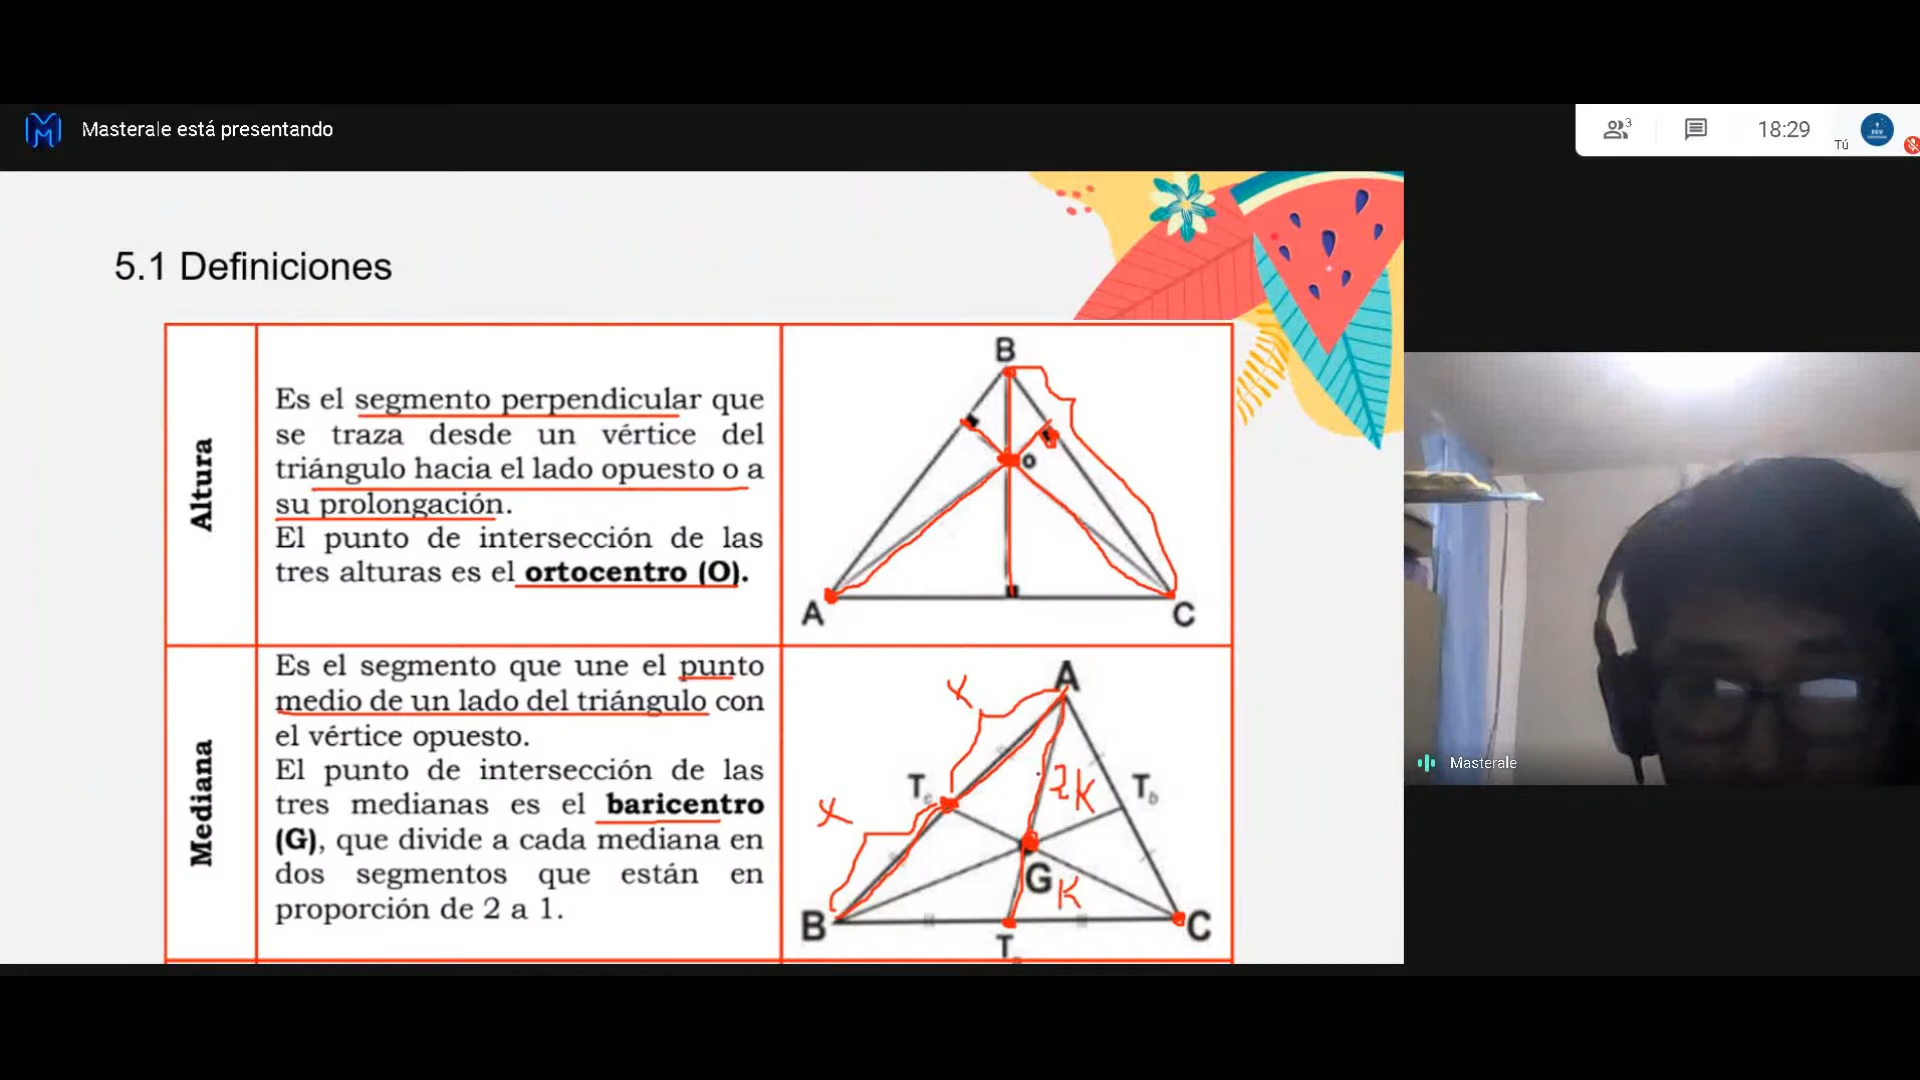 Masterale está presentando
3
18:29
Tú
5.1 Definiciones
Altura
Es el segmento perpendicular que
se traza desde un vértice del
triángulo hacia el lado opuesto o a
su prolongación.
El punto de intersección de las
tres alturas es el ortocentro (O).
B
o
A
C
Mediana
Es el segmento que une el punto
medio de un lado del triángulo con
el vértice opuesto.
El punto de intersección de las
tres medianas es el baricentro
(G), que divide a cada mediana en
dos segmentos que están en
proporción de 2 a 1.
A
x
T c
2K
T b
x
G
K
B
C
T
Masterale